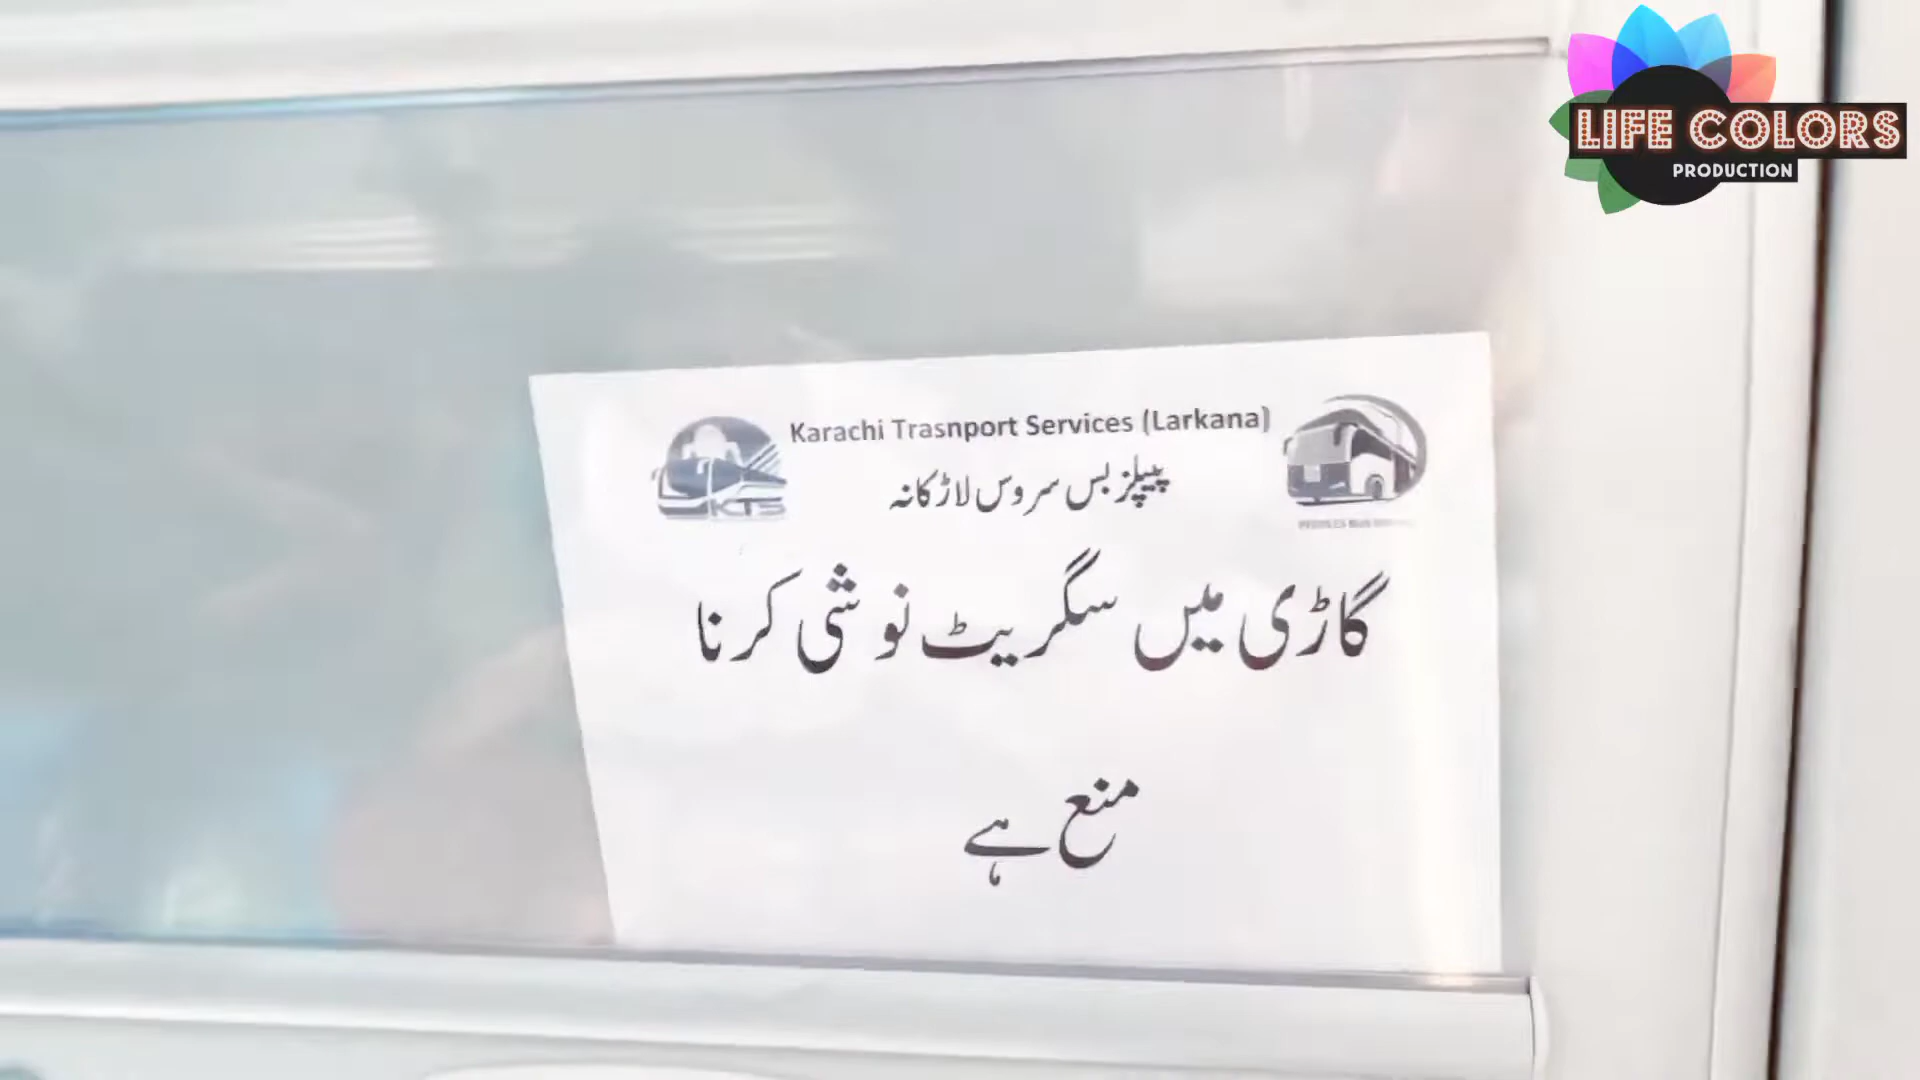 LIFE COLORS
PRODUCTION
Karachi Trasnport Services (Larkana)
پیپلز بس سروس لاڑکانہ
KTS
گاڑی میں سگریٹ نوشی کرنا
منع ہے